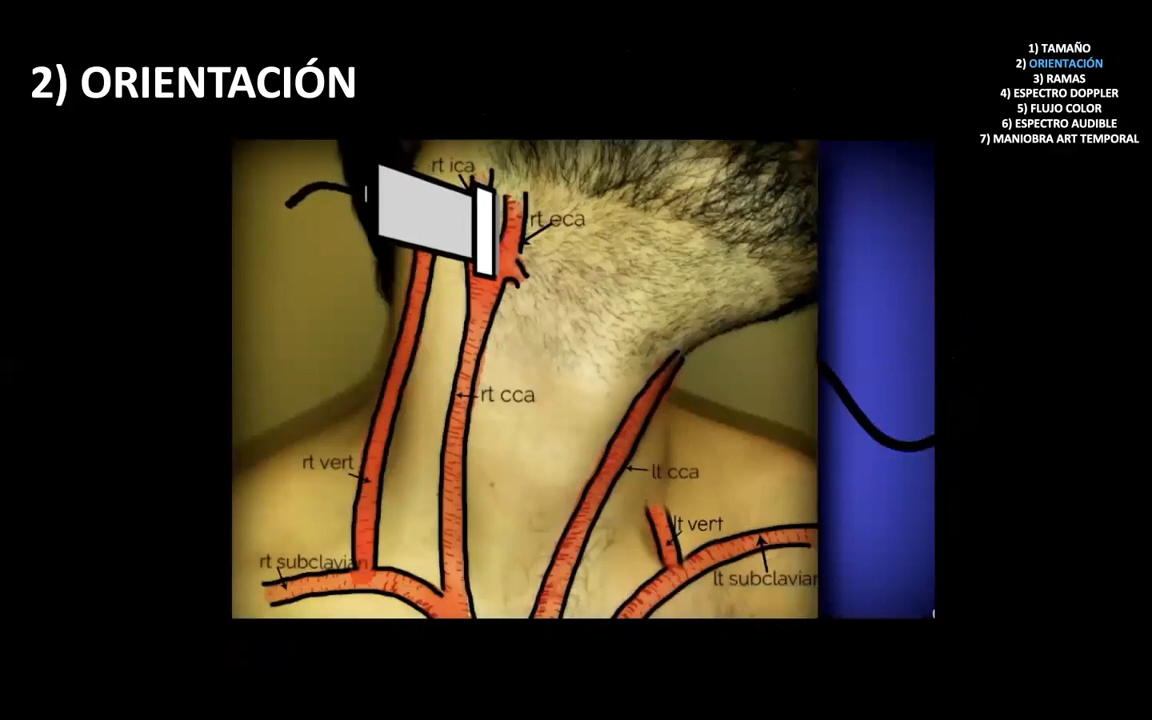 2) ORIENTACIÓN
1) TAMAÑO
2) ORIENTACIÓN
3) RAMAS
4) ESPECTRO DOPPLER
5) FLUJO COLOR
6) ESPECTRO AUDIBLE
7) MANIOBRA ART TEMPORAL
rt ica
rt eca
rt cca
rt vert
lt cca
lt vert
rt subclavian
lt subclavian